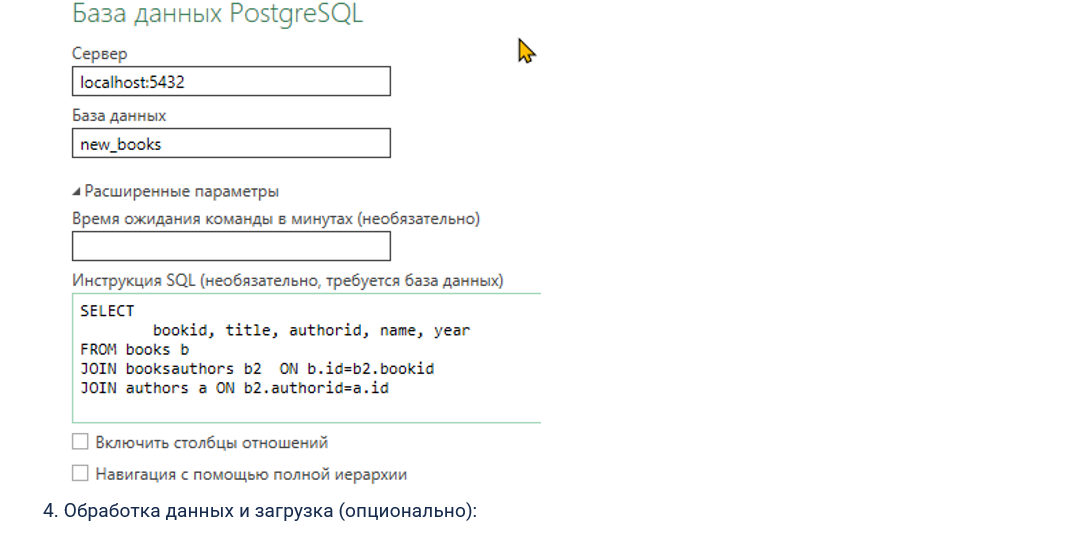 База данных PostgreSQL
Сервер
localhost:5432
База данных
new_books
Расширенные параметры
Время ожидания команды в минутах (необязательно)
Инструкция SQL (необязательно, требуется база данных)
SELECT
        bookid, title, authorid, name, year
FROM books b
JOIN booksauthors b2  ON b.id=b2.bookid
JOIN authors a ON b2.authorid=a.id
Включить столбцы отношений
Навигация с помощью полной иерархии
4. Обработка данных и загрузка (опционально):